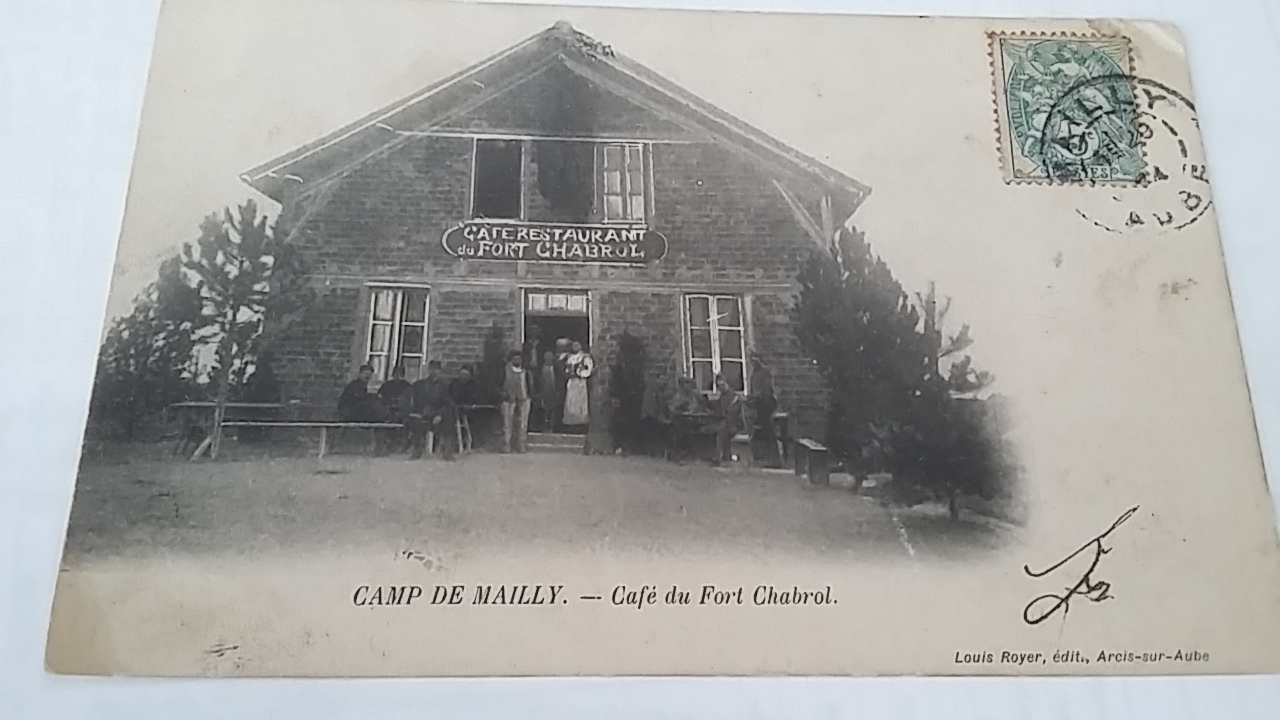 CAFE RESTAURANT
du FORT CHABROL
CAMP DE MAILLY. — Café du Fort Chabrol.
Louis Royer, édit., Arcis-sur-Aube